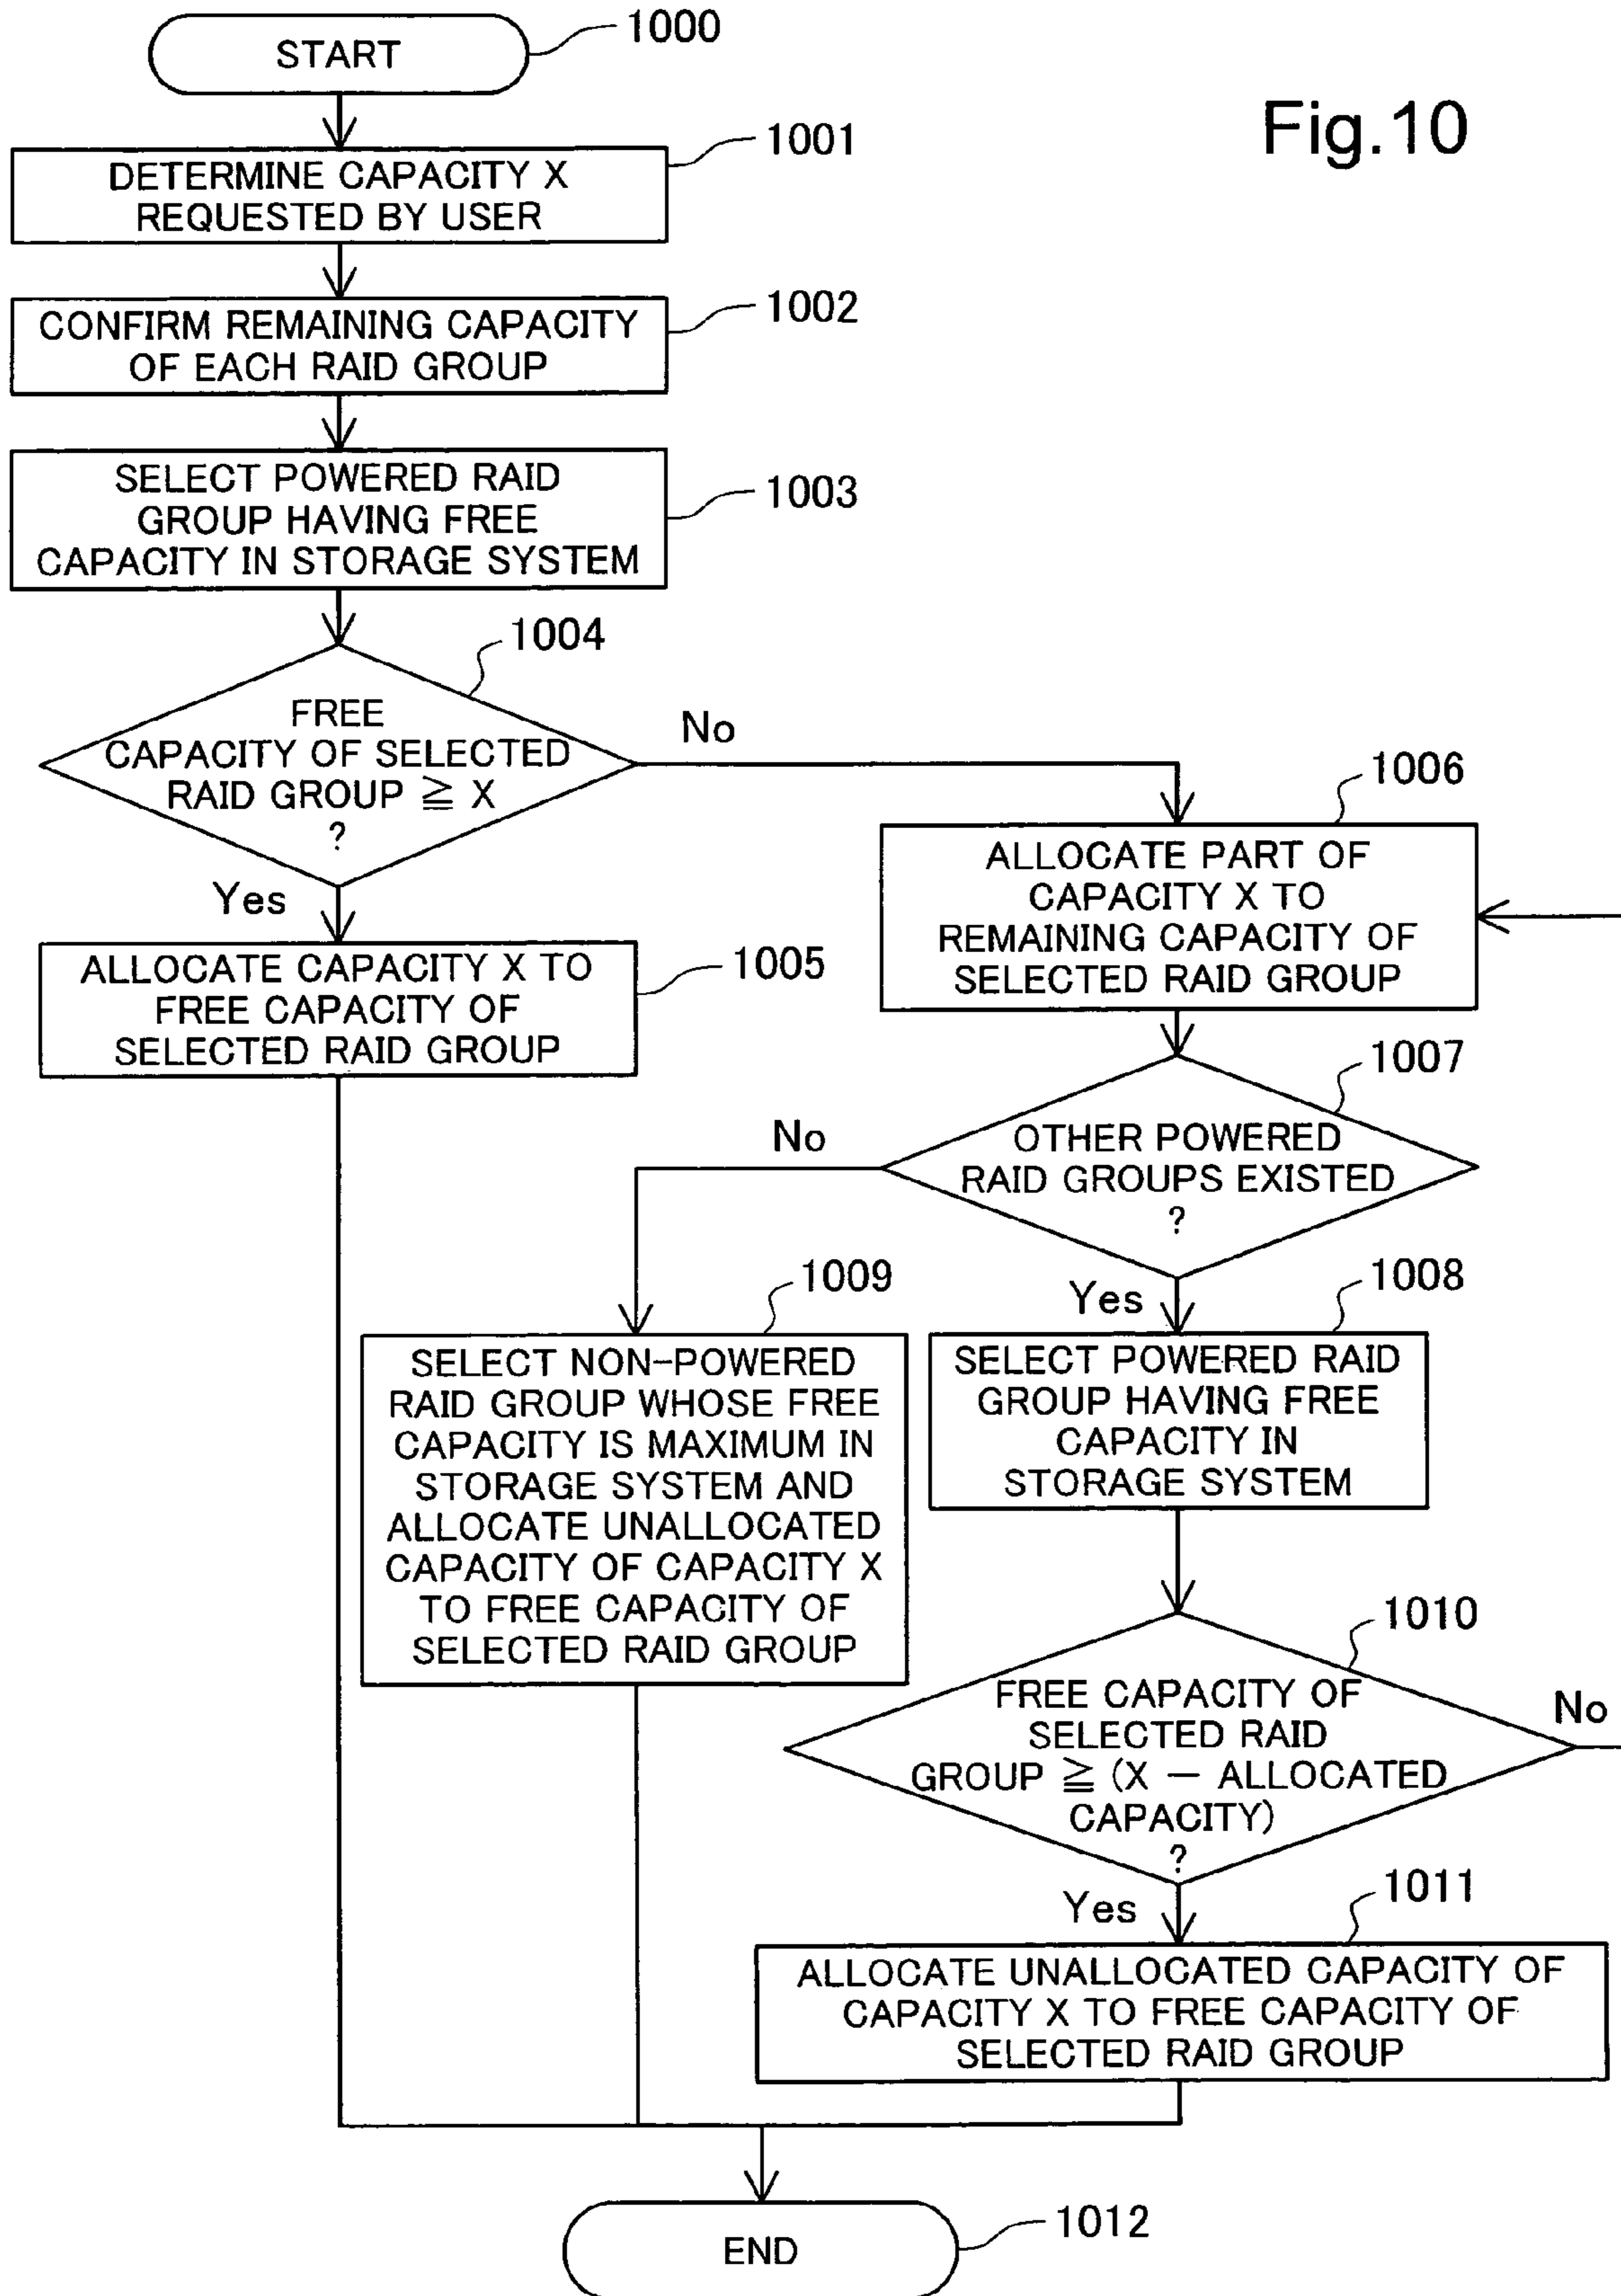 Fig.10
START
1000
DETERMINE CAPACITY X
REQUESTED BY USER
1001
CONFIRM REMAINING CAPACITY
OF EACH RAID GROUP
1002
SELECT POWERED RAID
GROUP HAVING FREE
CAPACITY IN STORAGE SYSTEM
1003
FREE
CAPACITY OF SELECTED
RAID GROUP ≧ X
?
1004
No
Yes
ALLOCATE CAPACITY X TO
FREE CAPACITY OF
SELECTED RAID GROUP
1005
ALLOCATE PART OF
CAPACITY X TO
REMAINING CAPACITY OF
SELECTED RAID GROUP
1006
OTHER POWERED
RAID GROUPS EXISTED
?
1007
No
Yes
SELECT POWERED RAID
GROUP HAVING FREE
CAPACITY IN
STORAGE SYSTEM
1008
SELECT NON-POWERED
RAID GROUP WHOSE FREE
CAPACITY IS MAXIMUM IN
STORAGE SYSTEM AND
ALLOCATE UNALLOCATED
CAPACITY OF CAPACITY X
TO FREE CAPACITY OF
SELECTED RAID GROUP
1009
FREE CAPACITY OF
SELECTED RAID
GROUP ≧ (X − ALLOCATED
CAPACITY)
?
1010
No
Yes
ALLOCATE UNALLOCATED CAPACITY OF
CAPACITY X TO FREE CAPACITY OF
SELECTED RAID GROUP
1011
END
1012